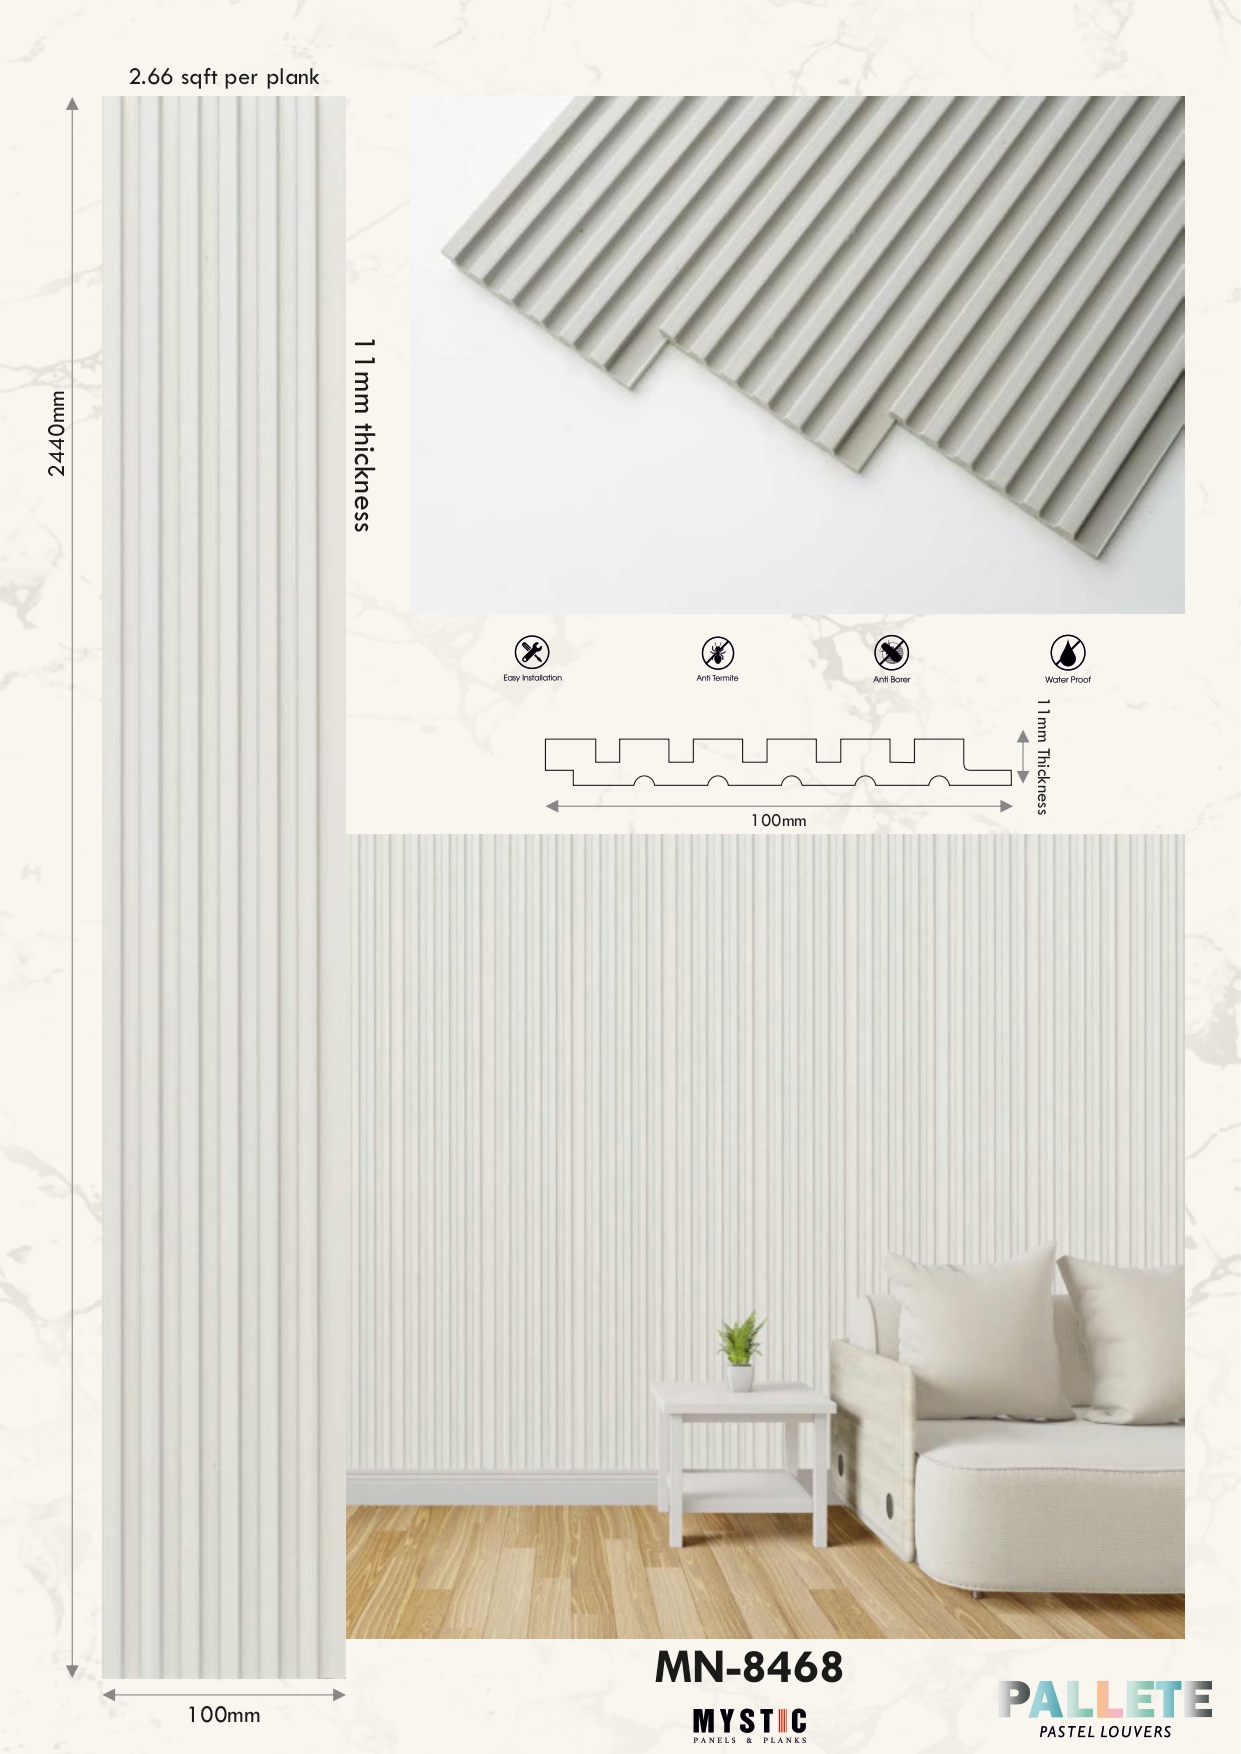 2.66 sqft per plank
2440mm
11mm thickness
Easy Installation
Anti Termite
Anti Borer
Water Proof
11mm Thickness
100mm
100mm
MN-8468
MYSTIC
PANELS & PLANKS
PALLETE
PASTEL LOUVERS